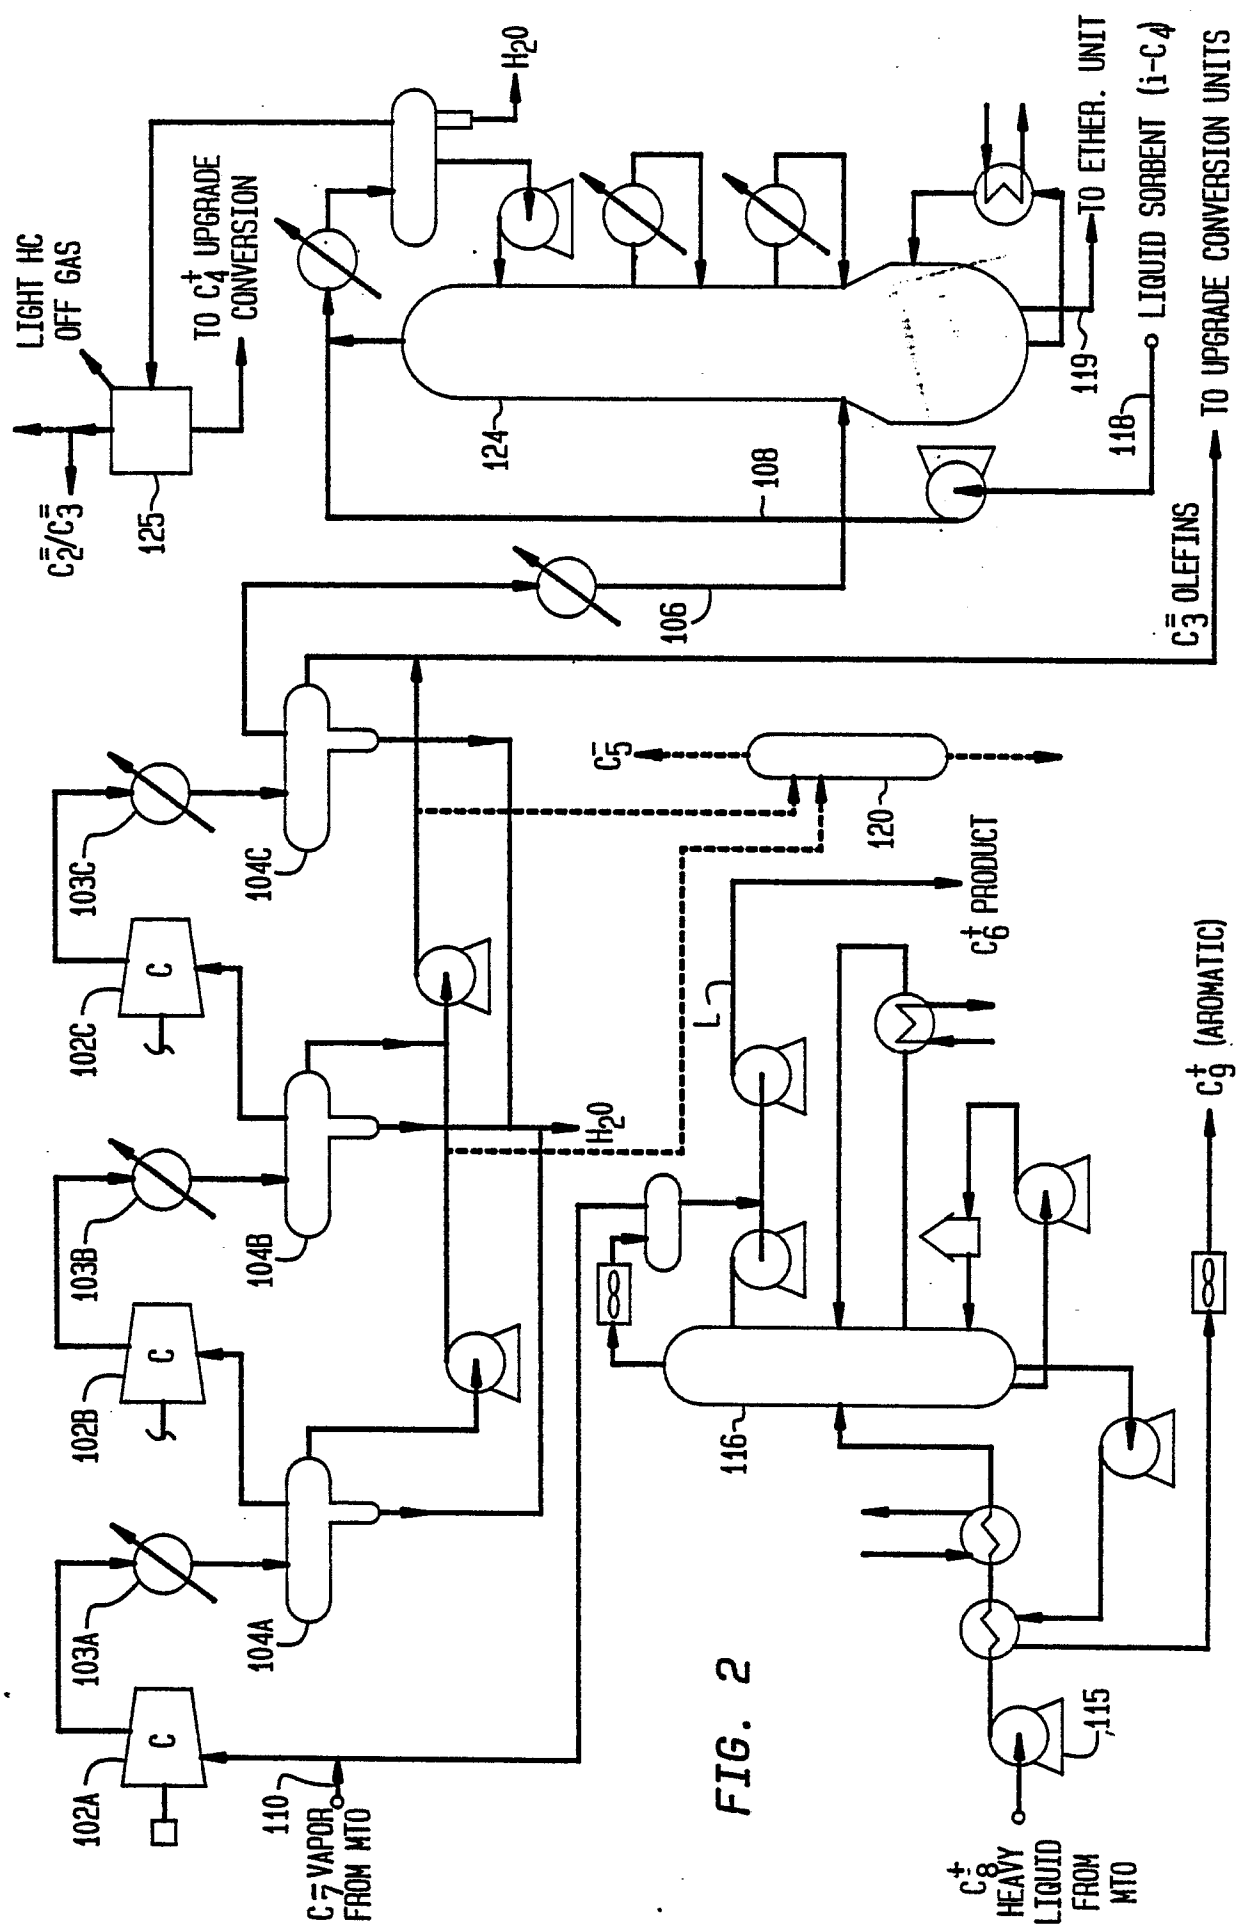 LIGHT HC
OFF GAS
C₂⁼/C₃⁼
125
TO C₄⁺ UPGRADE
CONVERSION
H₂O
124
108
106
119
TO ETHER. UNIT
118
LIQUID SORBENT (i-C₄)
C₃⁼ OLEFINS
TO UPGRADE CONVERSION UNITS
103C
104C
102C
C
103B
104B
102B
C
103A
104A
102A
C
H₂O
C₅⁻
120
L
C₆⁺ PRODUCT
116
110
C₇⁼ VAPOR
FROM MTO
FIG. 2
115
C₈⁺
HEAVY
LIQUID
FROM
MTO
C₉⁺ (AROMATIC)